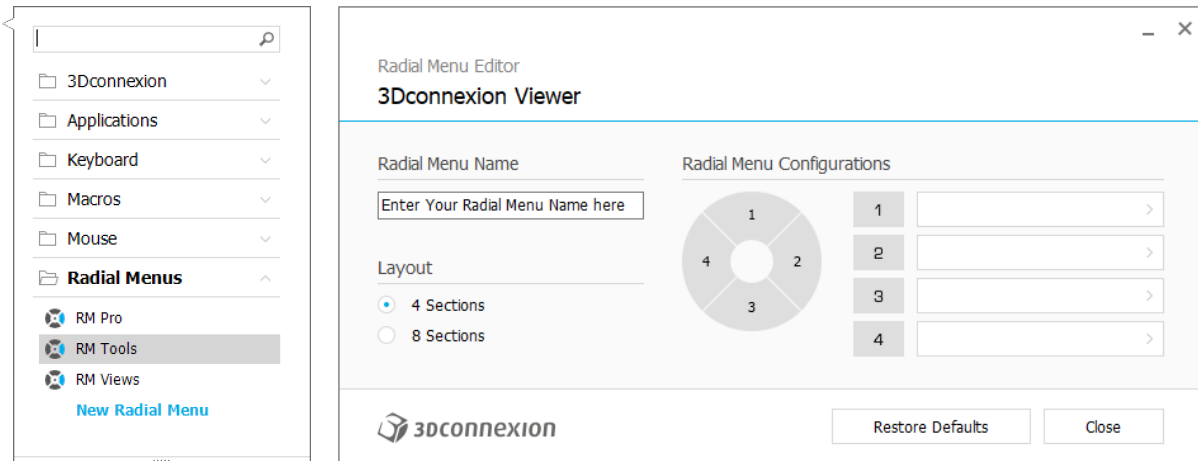 3Dconnexion
Applications
Keyboard
Macros
Mouse
Radial Menus
RM Pro
RM Tools
RM Views
New Radial Menu
Radial Menu Editor
3Dconnexion Viewer
Radial Menu Name
Enter Your Radial Menu Name here
Layout
4 Sections
8 Sections
Radial Menu Configurations
1
4 2
3
1
2
3
4
3Dconnexion
Restore Defaults
Close